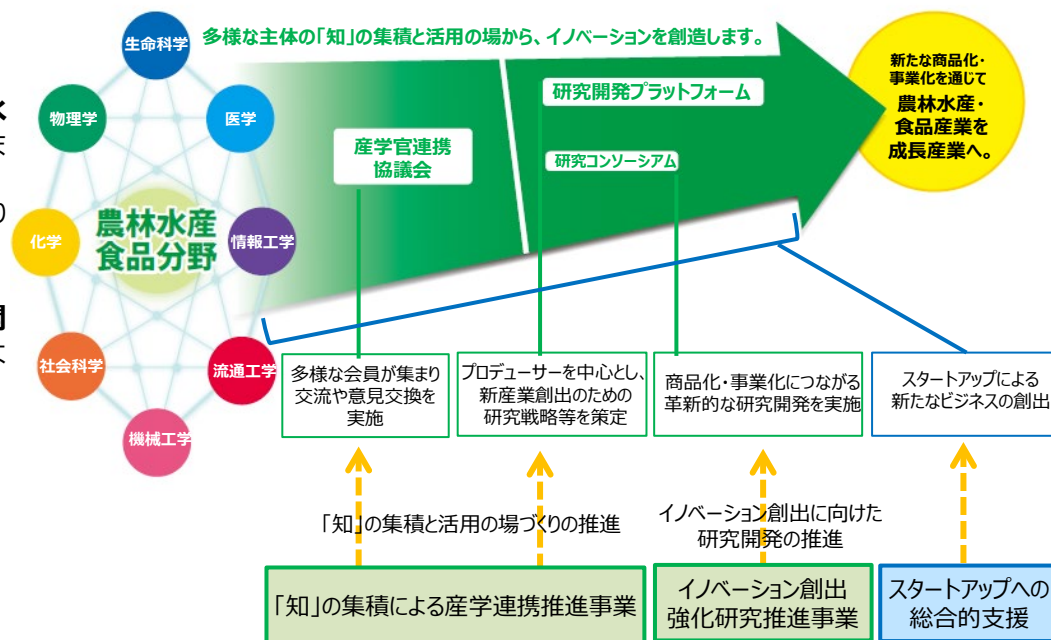 多様な主体の「知」の集積と活用の場から、イノベーションを創造します。
生命科学
物理学
医学
化学
農林水産
食品分野
情報工学
社会科学
流通工学
機械工学
産学官連携
協議会
研究開発プラットフォーム
研究コンソーシアム
新たな商品化・
事業化を通じて
農林水産・
食品産業を
成長産業へ。
多様な会員が集まり
交流や意見交換を
実施
プロデューサーを中心とし、
新産業創出のための
研究戦略等を策定
商品化・事業化につながる
革新的な研究開発を実施
スタートアップによる
新たなビジネスの創出
「知」の集積と活用の場づくりの推進
イノベーション創出に向けた
研究開発の推進
「知」の集積による産学連携推進事業
イノベーション創出
強化研究推進事業
スタートアップへの
総合的支援